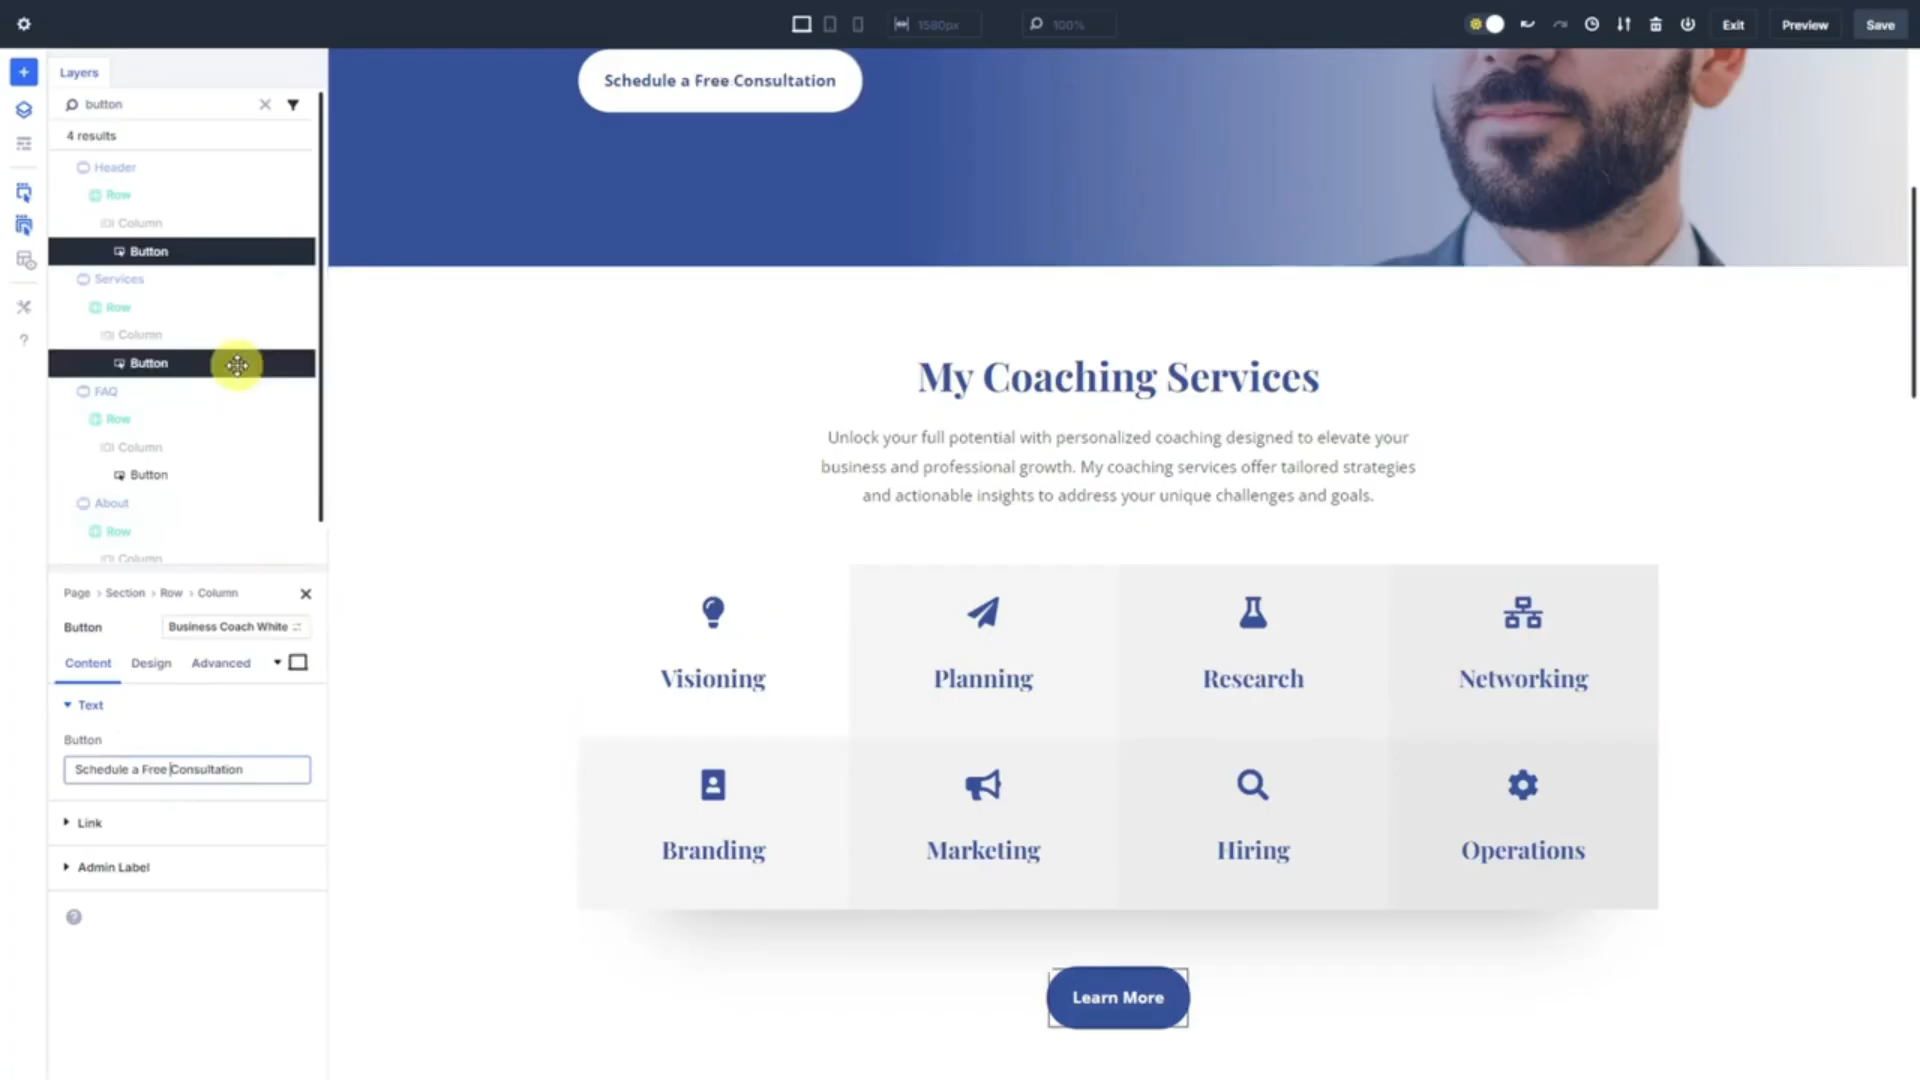 1580px
100%
Exit
Preview
Save
Layers
button
4 results
Header
Row
Column
Button
Services
Row
Column
Button
FAQ
Row
Column
Button
About
Row
Column
Page > Section > Row > Column
Button
Business Coach White
Content
Design
Advanced
Text
Button
Schedule a Free Consultation
Link
Admin Label
Schedule a Free Consultation
My Coaching Services
Unlock your full potential with personalized coaching designed to elevate your
business and professional growth. My coaching services offer tailored strategies
and actionable insights to address your unique challenges and goals.
Visioning
Planning
Research
Networking
Branding
Marketing
Hiring
Operations
Learn More